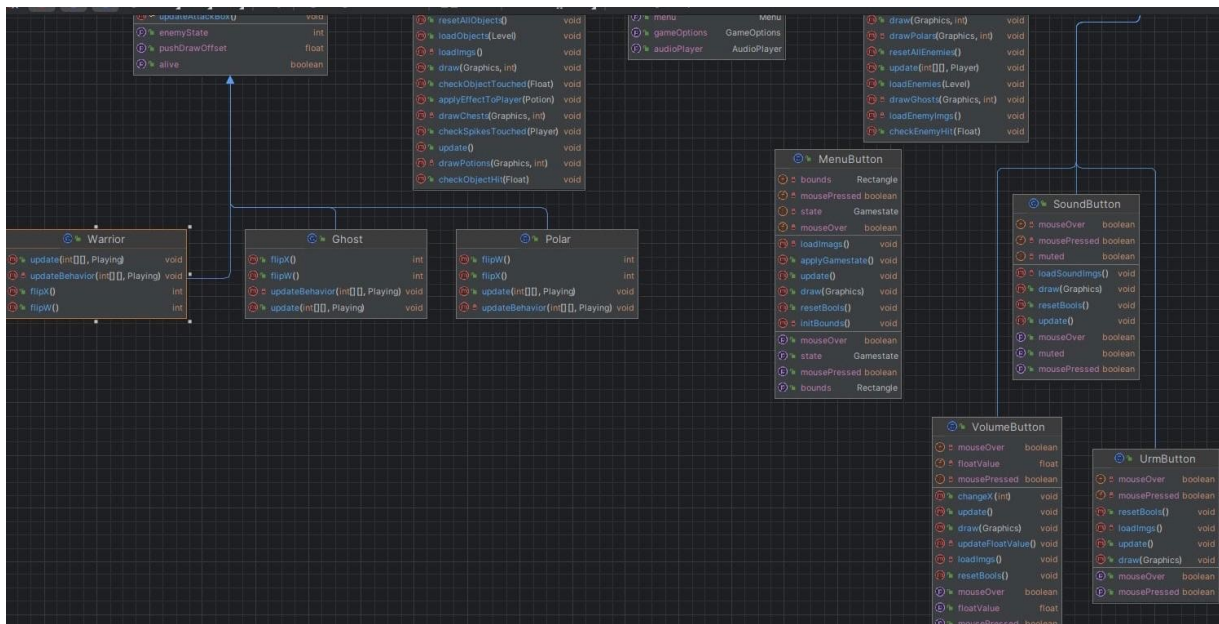 updateAttackBox() void
enemyState int
pushDrawOffset float
alive boolean
resetAllObjects() void
loadObjects(Level) void
loadImgs() void
draw(Graphics, int) void
checkObjectTouched(Float) void
applyEffectToPlayer(Potion) void
drawChests(Graphics, int) void
checkSpikesTouched(Player) void
update() void
drawPotions(Graphics, int) void
checkObjectHit(Float) void
menu Menu
gameOptions GameOptions
audioPlayer AudioPlayer
draw(Graphics, int) void
drawPolars(Graphics, int) void
resetAllEnemies() void
update(int[][], Player) void
loadEnemies(Level) void
drawGhosts(Graphics, int) void
loadEnemyImgs() void
checkEnemyHit(Float) void
Warrior
update(int[][], Playing) void
updateBehavior(int[][], Playing) void
flipX() int
flipW() int
Ghost
flipX() int
flipW() int
updateBehavior(int[][], Playing) void
update(int[][], Playing) void
Polar
flipW() int
flipX() int
update(int[][], Playing) void
updateBehavior(int[][], Playing) void
MenuButton
bounds Rectangle
mousePressed boolean
state Gamestate
mouseOver boolean
loadImags() void
applyGamestate() void
update() void
draw(Graphics) void
resetBools() void
initBounds() void
mouseOver boolean
state Gamestate
mousePressed boolean
bounds Rectangle
SoundButton
mouseOver boolean
mousePressed boolean
muted boolean
loadSoundImgs() void
draw(Graphics) void
resetBools() void
update() void
mouseOver boolean
muted boolean
mousePressed boolean
VolumeButton
mouseOver boolean
floatValue float
mousePressed boolean
changeX(int) void
update() void
draw(Graphics) void
updateFloatValue() void
loadImgs() void
resetBools() void
mouseOver boolean
floatValue float
mousePressed boolean
UrmButton
mouseOver boolean
mousePressed boolean
resetBools() void
loadImgs() void
update() void
draw(Graphics) void
mouseOver boolean
mousePressed boolean